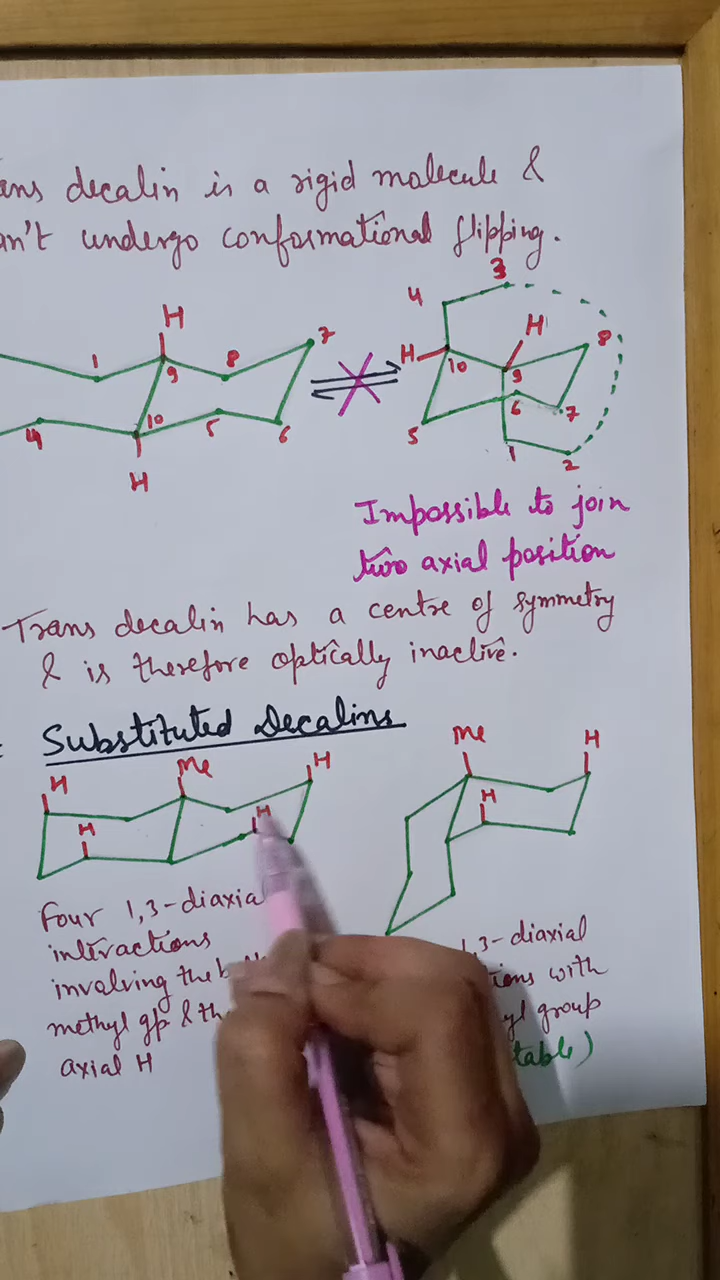 ans decalin is a rigid molecule &
an't undergo conformational flipping.
H
1
9
8
7
4
10
5
6
H
3
4
H
H
10
9
8
6
7
5
1
2
Impossible to join
two axial position
Trans decalin has a centre of symmetry
& is therefore optically inactive.
Substituted Decalins
H
Me
H
H
H
Me
H
H
Four 1,3-diaxia
interactions
involving the
methyl gp &
axial H
,3-diaxial
ions with
yl group
table)